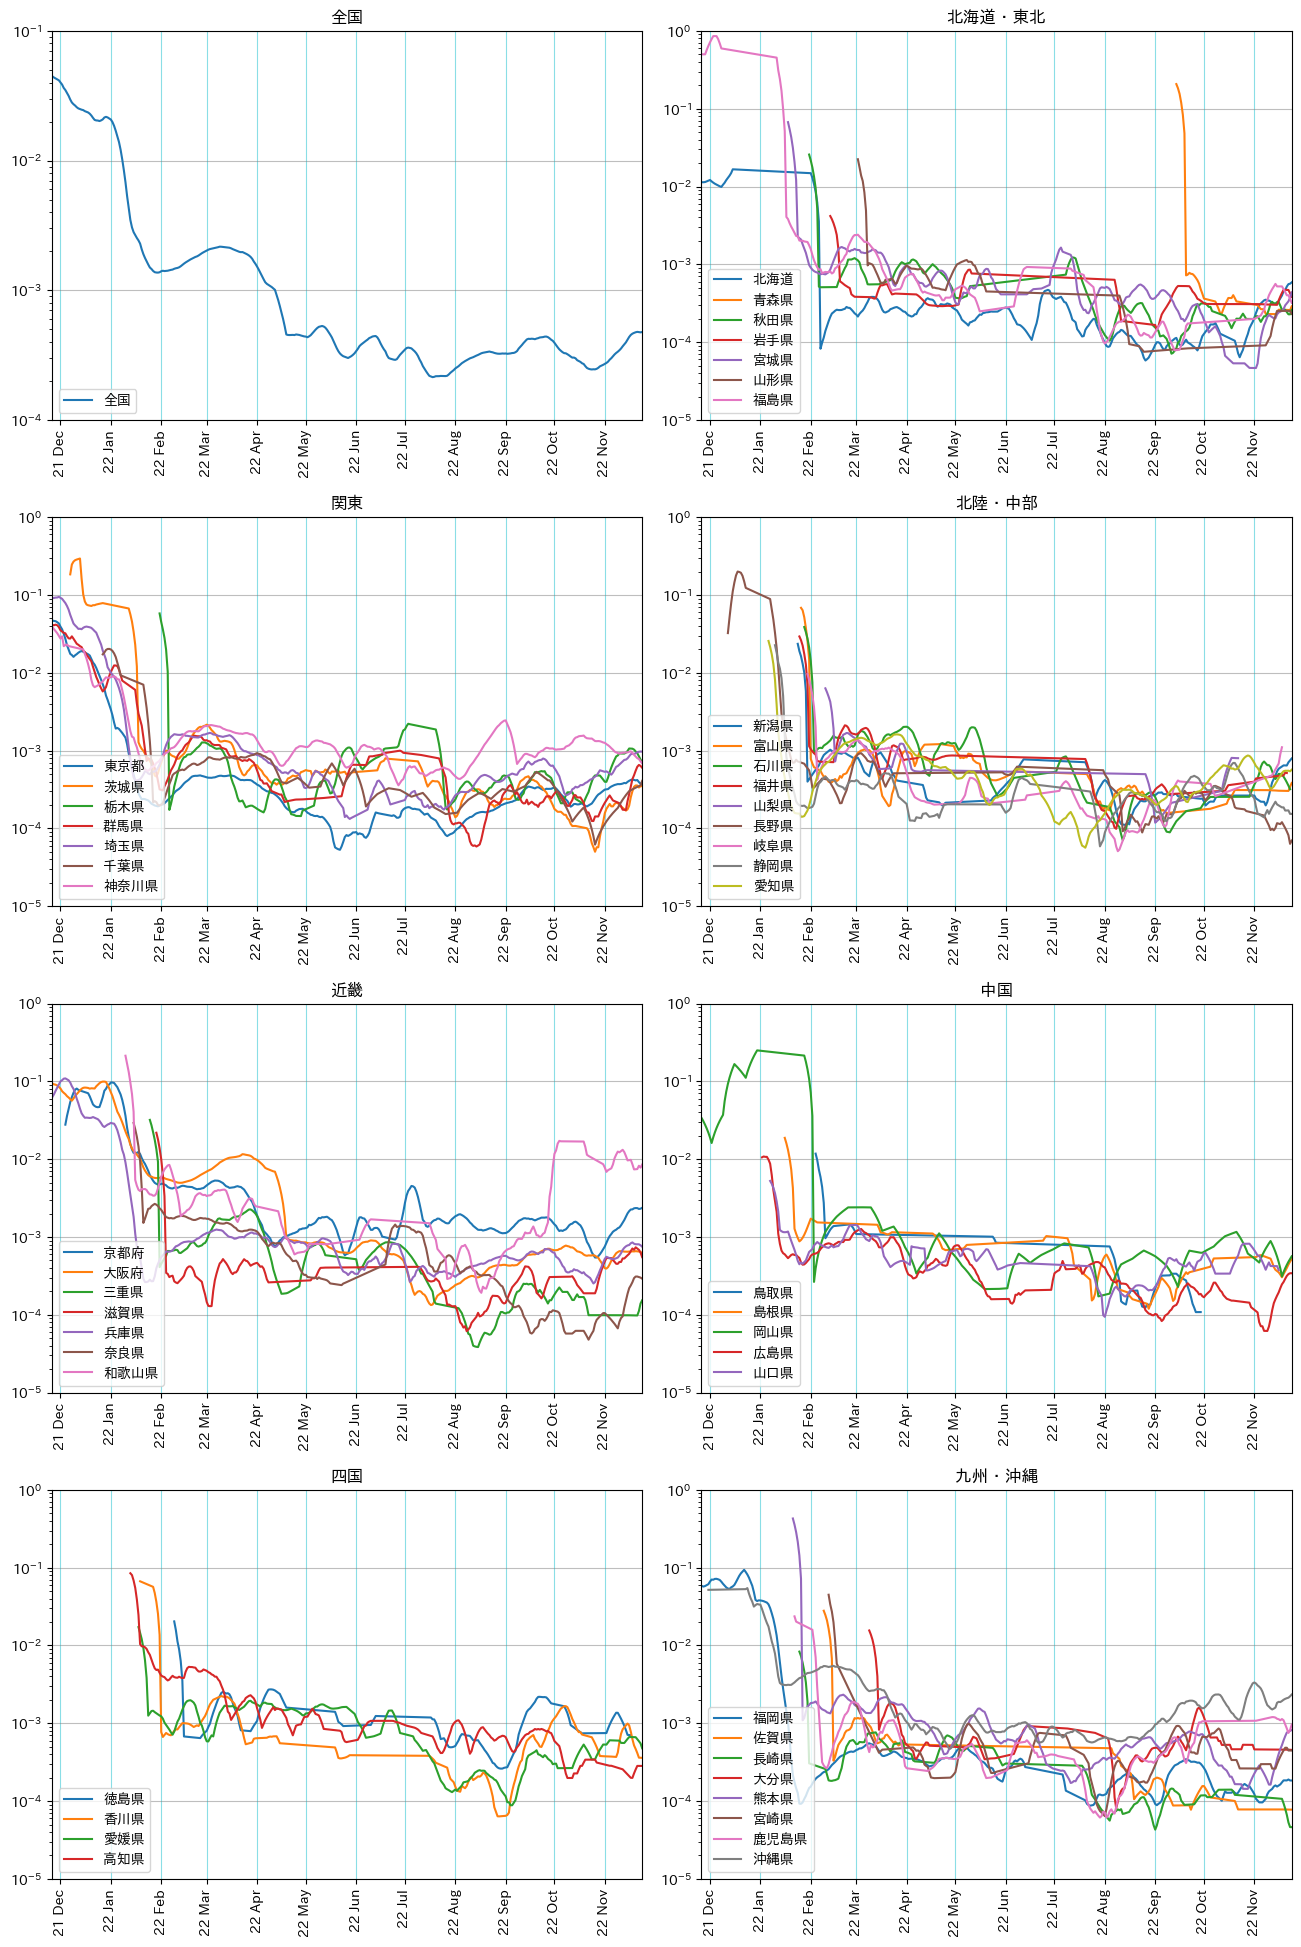 全国
10⁻¹
10⁻²
10⁻³
10⁻⁴
全国
21 Dec
22 Jan
22 Feb
22 Mar
22 Apr
22 May
22 Jun
22 Jul
22 Aug
22 Sep
22 Oct
22 Nov
北海道・東北
10⁰
10⁻¹
10⁻²
10⁻³
10⁻⁴
10⁻⁵
北海道
青森県
秋田県
岩手県
宮城県
山形県
福島県
21 Dec
22 Jan
22 Feb
22 Mar
22 Apr
22 May
22 Jun
22 Jul
22 Aug
22 Sep
22 Oct
22 Nov
関東
10⁰
10⁻¹
10⁻²
10⁻³
10⁻⁴
10⁻⁵
東京都
茨城県
栃木県
群馬県
埼玉県
千葉県
神奈川県
21 Dec
22 Jan
22 Feb
22 Mar
22 Apr
22 May
22 Jun
22 Jul
22 Aug
22 Sep
22 Oct
22 Nov
北陸・中部
10⁰
10⁻¹
10⁻²
10⁻³
10⁻⁴
10⁻⁵
新潟県
富山県
石川県
福井県
山梨県
長野県
岐阜県
静岡県
愛知県
21 Dec
22 Jan
22 Feb
22 Mar
22 Apr
22 May
22 Jun
22 Jul
22 Aug
22 Sep
22 Oct
22 Nov
近畿
10⁰
10⁻¹
10⁻²
10⁻³
10⁻⁴
10⁻⁵
京都府
大阪府
三重県
滋賀県
兵庫県
奈良県
和歌山県
21 Dec
22 Jan
22 Feb
22 Mar
22 Apr
22 May
22 Jun
22 Jul
22 Aug
22 Sep
22 Oct
22 Nov
中国
10⁰
10⁻¹
10⁻²
10⁻³
10⁻⁴
10⁻⁵
鳥取県
島根県
岡山県
広島県
山口県
21 Dec
22 Jan
22 Feb
22 Mar
22 Apr
22 May
22 Jun
22 Jul
22 Aug
22 Sep
22 Oct
22 Nov
四国
10⁰
10⁻¹
10⁻²
10⁻³
10⁻⁴
10⁻⁵
徳島県
香川県
愛媛県
高知県
21 Dec
22 Jan
22 Feb
22 Mar
22 Apr
22 May
22 Jun
22 Jul
22 Aug
22 Sep
22 Oct
22 Nov
九州・沖縄
10⁰
10⁻¹
10⁻²
10⁻³
10⁻⁴
10⁻⁵
福岡県
佐賀県
長崎県
大分県
熊本県
宮崎県
鹿児島県
沖縄県
21 Dec
22 Jan
22 Feb
22 Mar
22 Apr
22 May
22 Jun
22 Jul
22 Aug
22 Sep
22 Oct
22 Nov